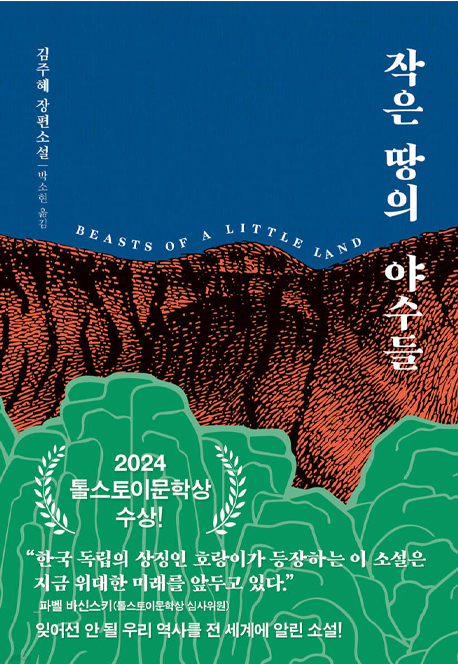 작은 땅의 야수들
김주혜 장편소설 | 박소현 옮김
BEASTS OF A LITTLE LAND
2024
톨스토이문학상
수상!
“한국 독립의 상징인 호랑이가 등장하는 이 소설은
지금 위대한 미래를 앞두고 있다.”
파벨 바신스키(톨스토이문학상 심사위원)
잊어선 안 될 우리 역사를 전 세계에 알린 소설!